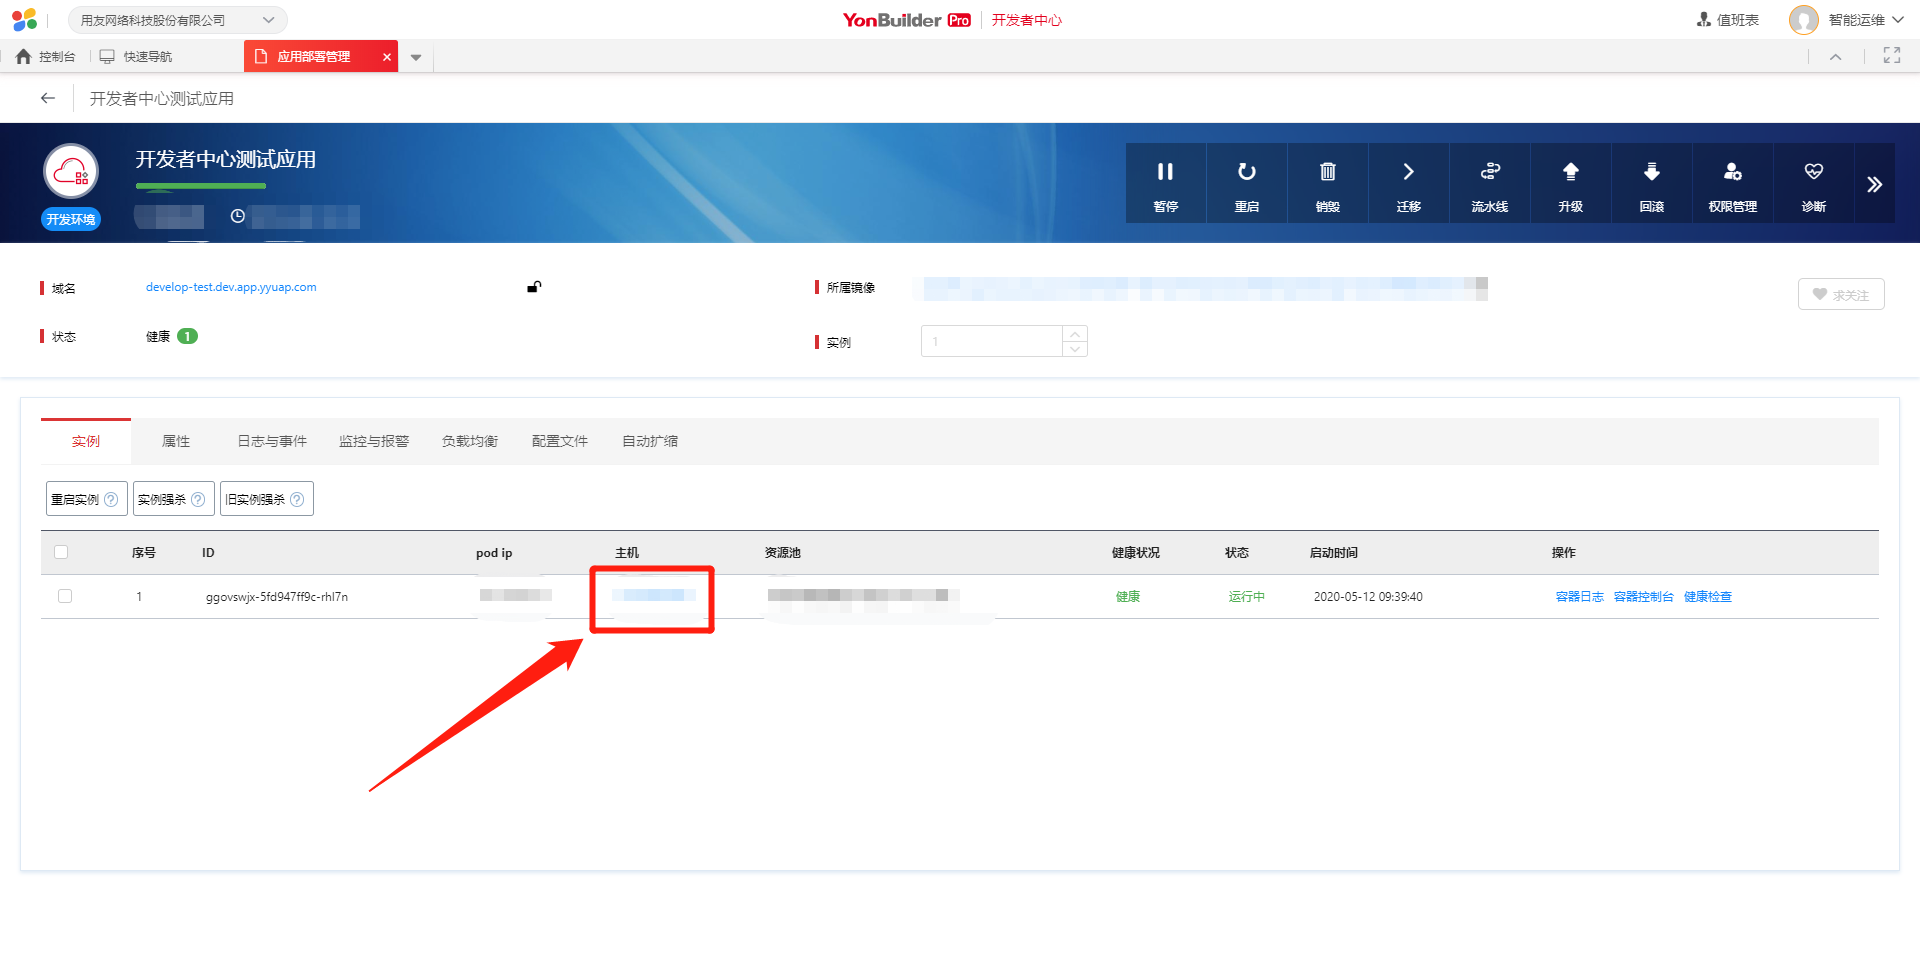 用友网络科技股份有限公司
YonBuilder Pro 开发者中心
值班表 智能运维
控制台 快速导航 应用部署管理
开发者中心测试应用
开发者中心测试应用
开发环境
暂停 重启 销毁 迁移 流水线 升级 回滚 权限管理 诊断
域名 develop-test.dev.app.yyuap.com 所属镜像 求关注
状态 健康 1 实例 1
实例 属性 日志与事件 监控与报警 负载均衡 配置文件 自动扩缩
重启实例 ? 实例强杀 ? 旧实例强杀 ?
序号 ID pod ip 主机 资源池 健康状况 状态 启动时间 操作
1 ggovswjx-5fd947ff9c-rhl7n 健康 运行中 2020-05-12 09:39:40 容器日志 容器控制台 健康检查